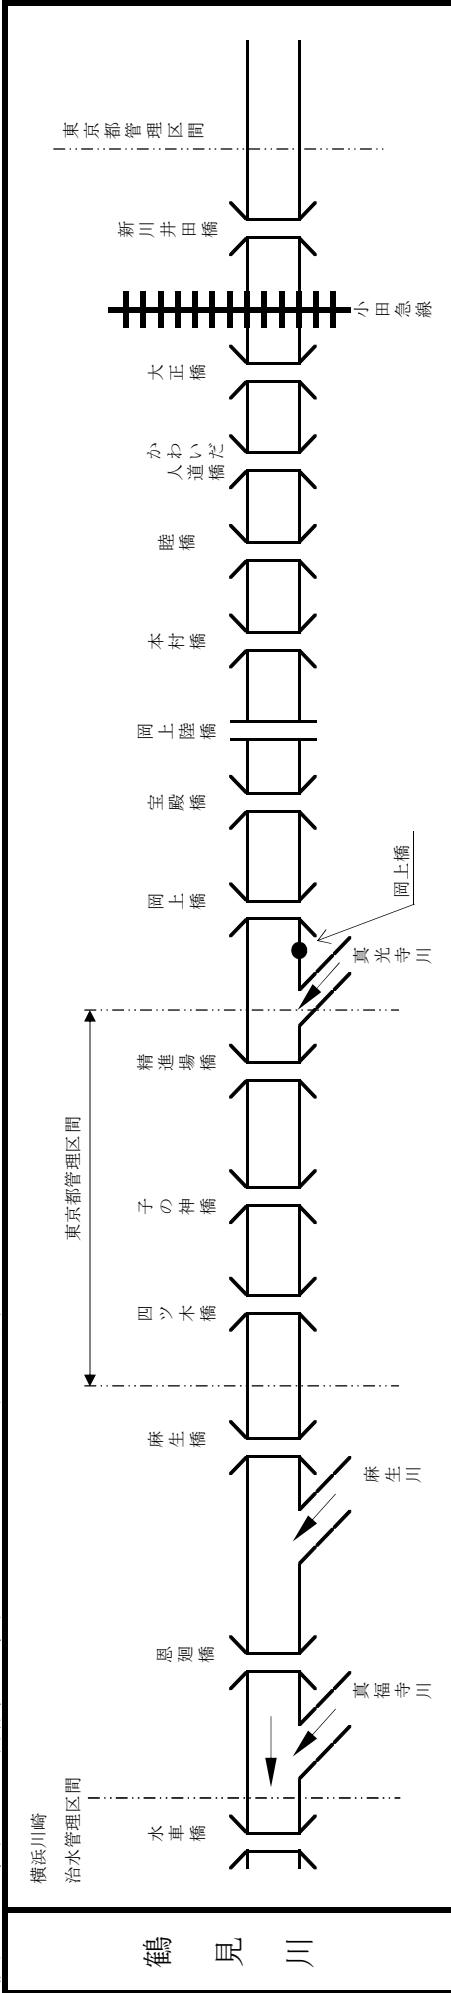 東京都管理区間
新川井田橋
小田急線
大正橋
かわいだ
人道橋
睦橋
本村橋
岡上陸橋
宝殿橋
岡上橋
岡上橋
真光寺川
精進場橋
東京都管理区間
子の神橋
四ツ木橋
麻生橋
麻生川
恩廻橋
真福寺川
横浜川崎
治水管理区間
水車橋
鶴見川